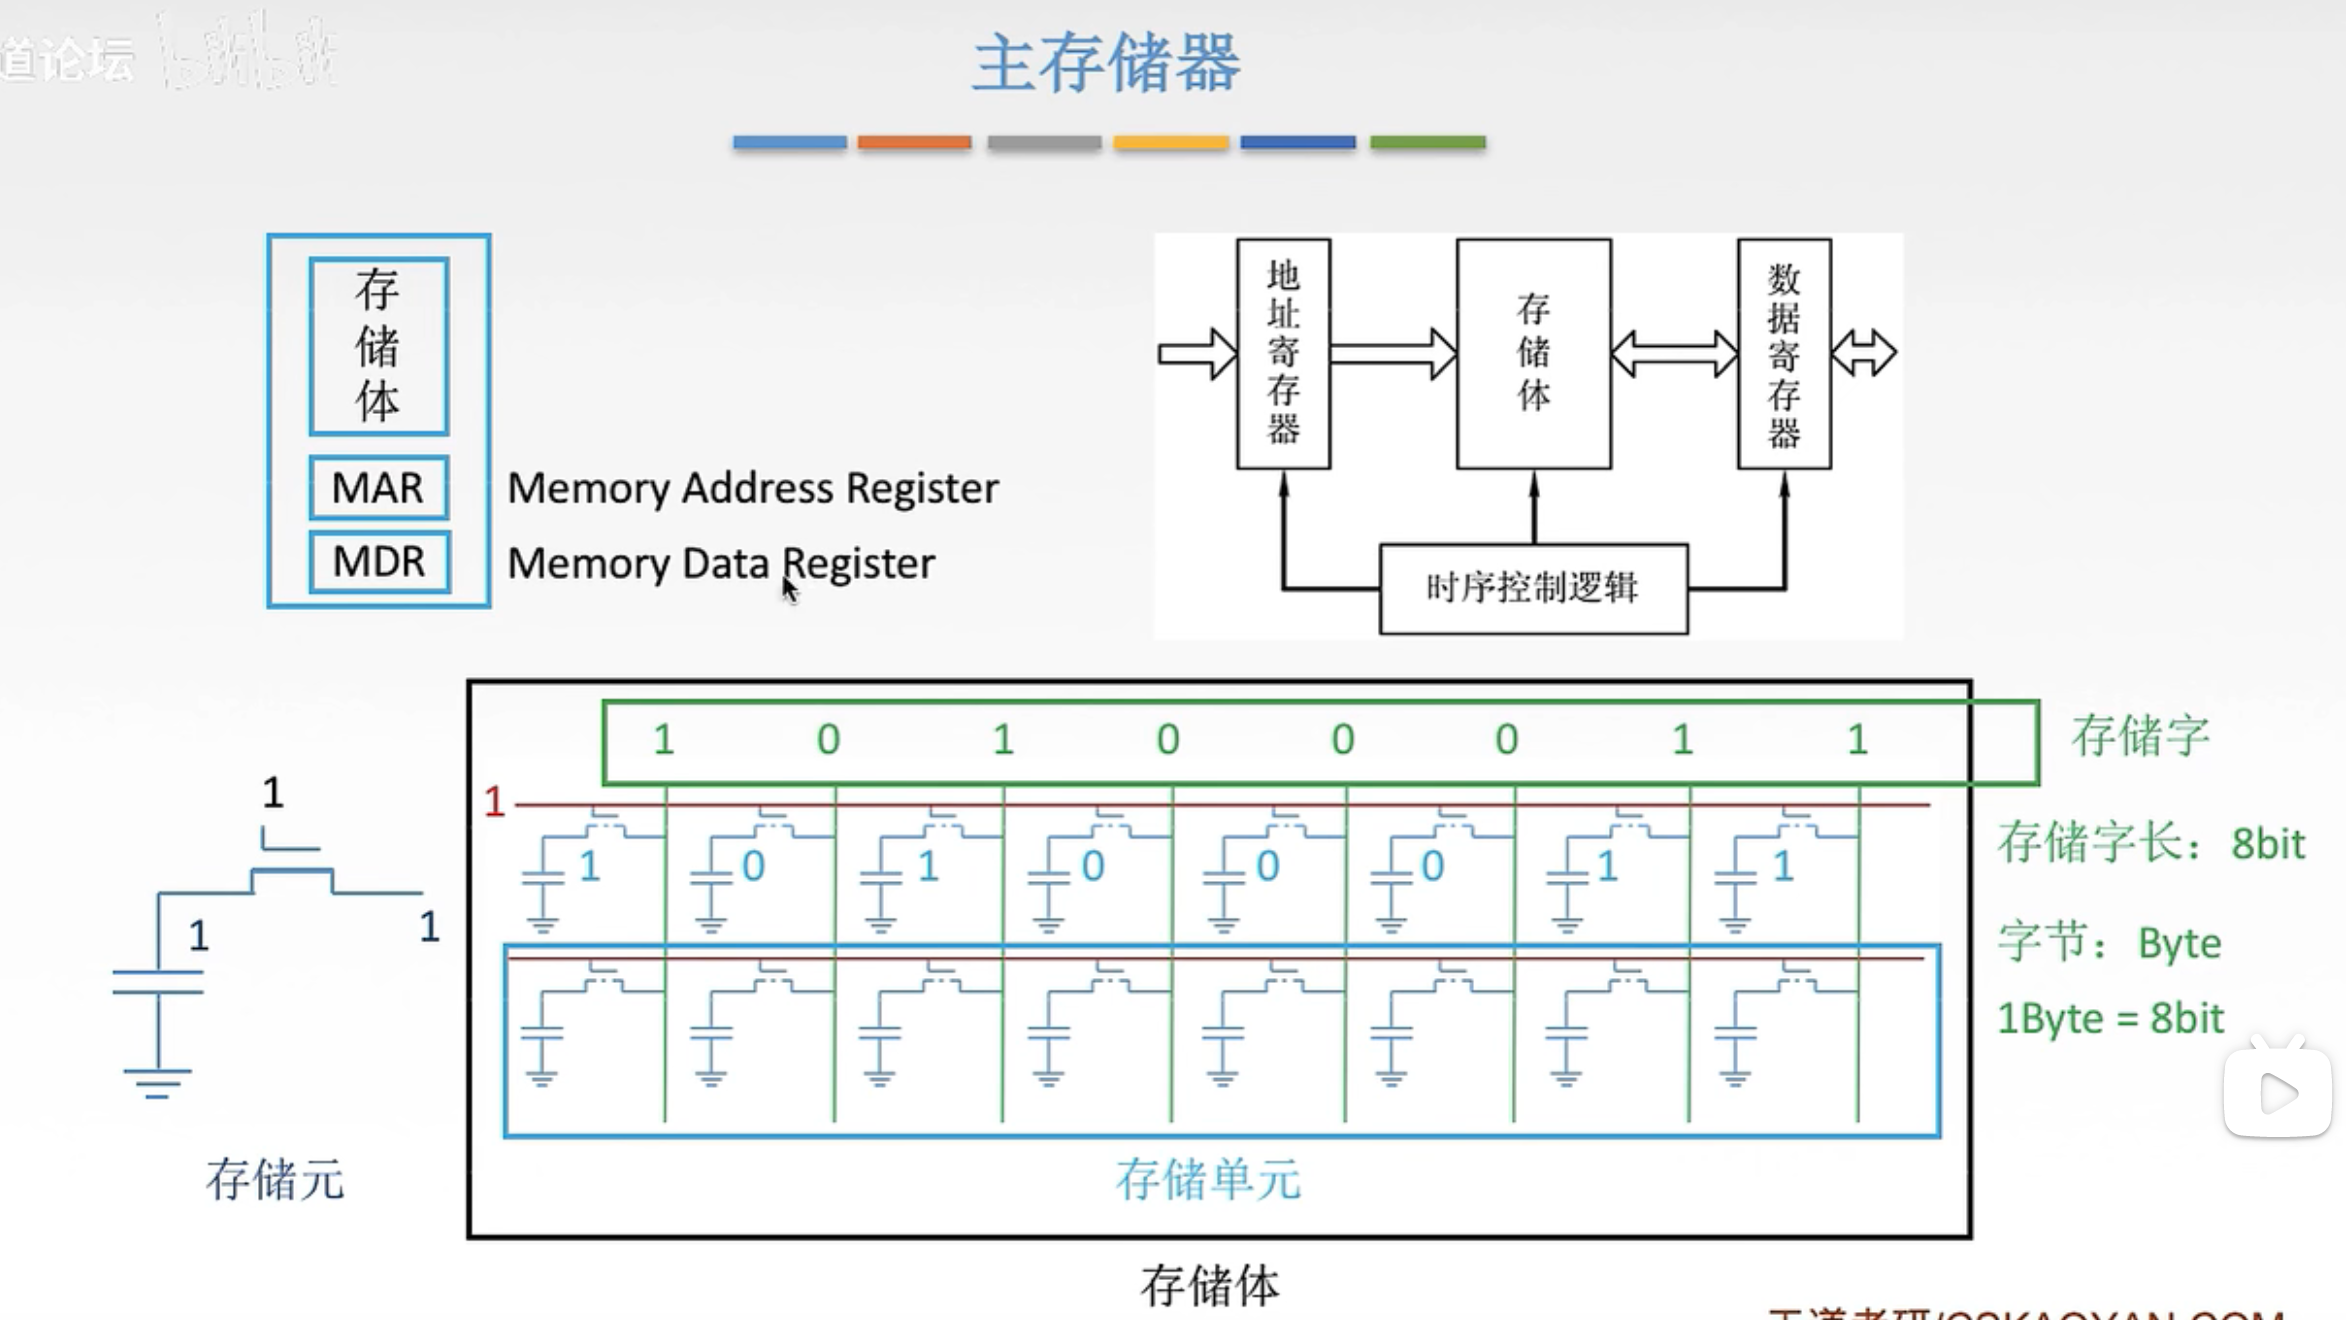 道论坛 bilibili
主存储器
存储体
MAR Memory Address Register
MDR Memory Data Register
地址寄存器
存储体
数据寄存器
时序控制逻辑
1 0 1 0 0 0 1 1
存储字
1
1
1
1
存储元
1 0 1 0 0 0 1 1
存储字长：8bit
字节：Byte
1Byte = 8bit
存储单元
存储体